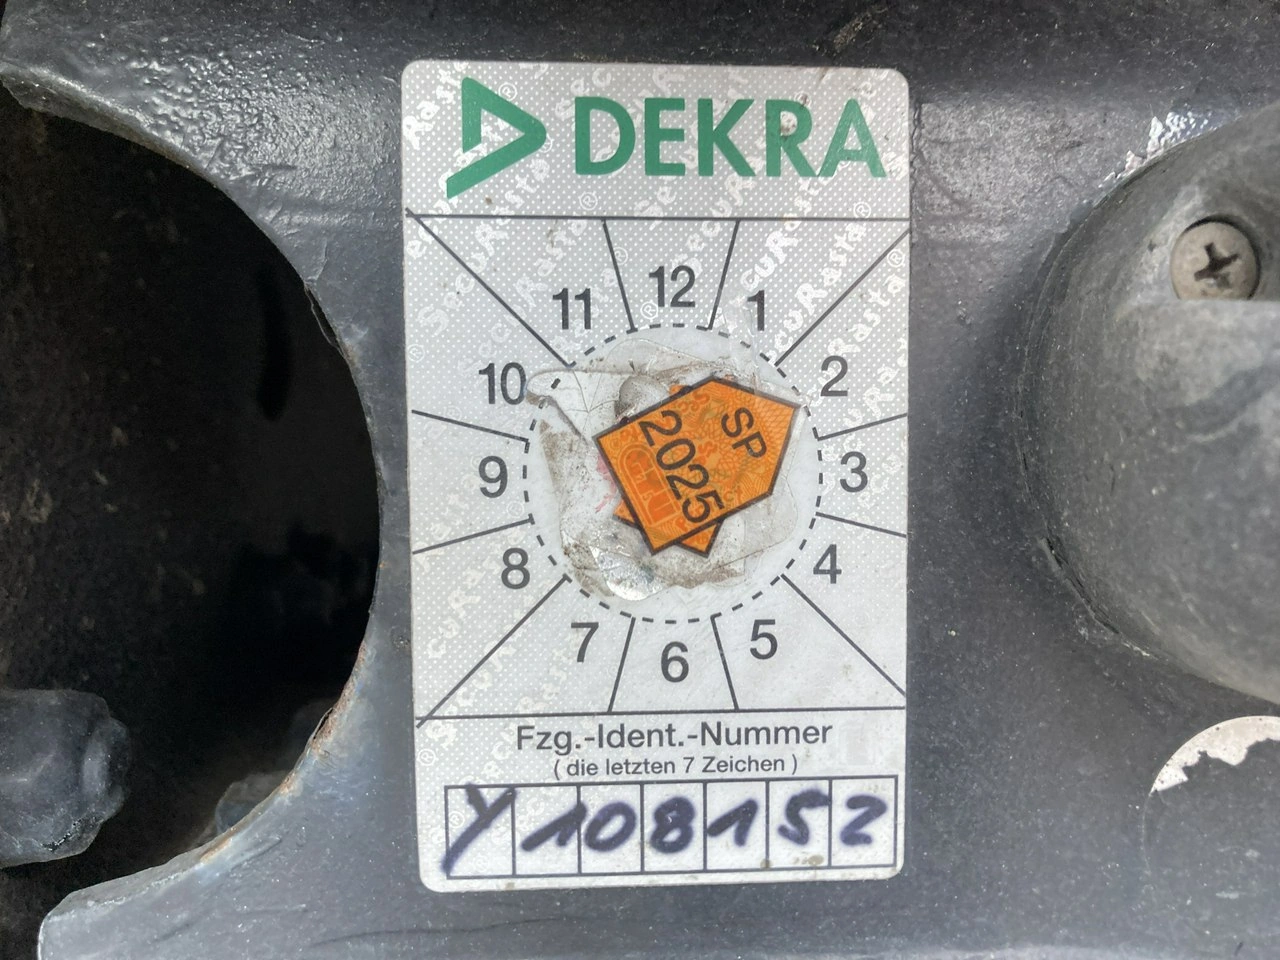 DEKRA
12
11
1
10
2
9
3
8
4
7
5
6
SP
2025
Fzg.-Ident.-Nummer
( die letzten 7 Zeichen )
Y108152